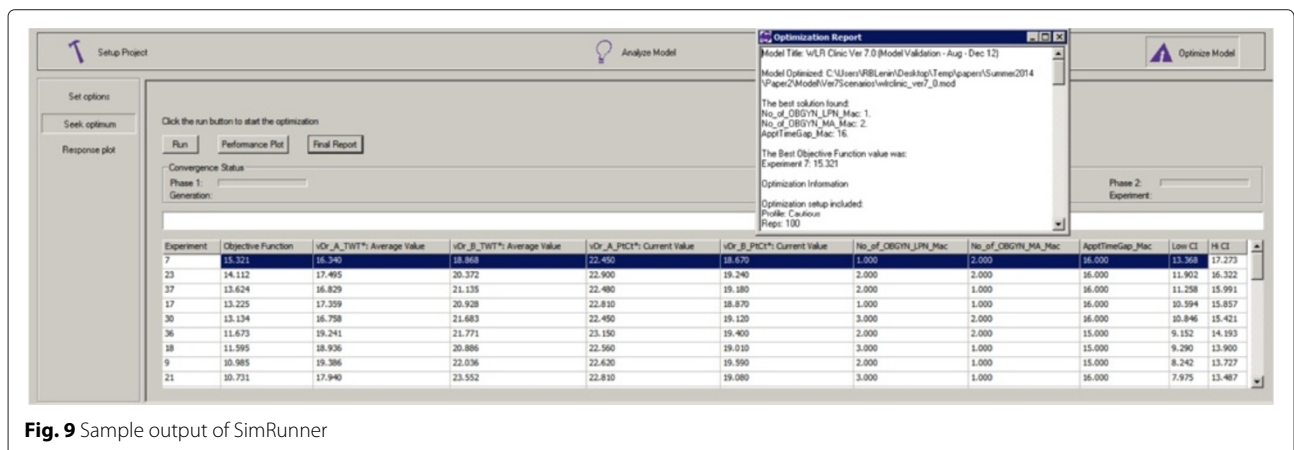 Setup Project
Analyze Model
Optimize Model
Set options
Seek optimum
Response plot
Click the run button to start the optimization
Run Performance Plot Final Report
Convergence Status
Phase 1:
Generation:
Phase 2:
Experiment:
Optimization Report
Model Title: WLR Clinic Ver 7.0 (Model Validation - Aug - Dec 12)
Model Optimized: C:\Users\RBLenin\Desktop\Temp\papers\Summer2014
\Paper2\Model\Ver7Scenarios\wlrclinic_ver7_0.mod
The best solution found:
No_of_OBGYN_LPN_Mac: 1.
No_of_OBGYN_MA_Mac: 2.
ApptTimeGap_Mac: 16.
The Best Objective Function value was:
Experiment 7: 15.321
Optimization Information
Optimization setup included:
Profile: Cautious
Reps: 100
Experiment Objective Function vDr_A_TWT*: Average Value vDr_B_TWT*: Average Value vDr_A_PtCt*: Current Value vDr_B_PtCt*: Current Value No_of_OBGYN_LPN_Mac No_of_OBGYN_MA_Mac ApptTimeGap_Mac Low CI Hi CI
7 15.321 16.340 18.868 22.450 18.670 1.000 2.000 16.000 13.368 17.273
23 14.112 17.495 20.372 22.900 19.240 2.000 2.000 16.000 11.902 16.322
37 13.624 16.829 21.135 22.480 19.180 2.000 1.000 16.000 11.258 15.991
17 13.225 17.359 20.928 22.810 18.870 1.000 1.000 16.000 10.594 15.857
30 13.134 16.758 21.683 22.450 19.120 3.000 2.000 16.000 10.846 15.421
36 11.673 19.241 21.771 23.150 19.400 2.000 2.000 15.000 9.152 14.193
18 11.595 18.936 20.886 22.560 19.010 3.000 1.000 15.000 9.290 13.900
9 10.985 19.386 22.036 22.620 19.590 2.000 1.000 15.000 8.242 13.727
21 10.731 17.940 23.552 22.810 19.080 3.000 1.000 16.000 7.975 13.487
Fig. 9 Sample output of SimRunner